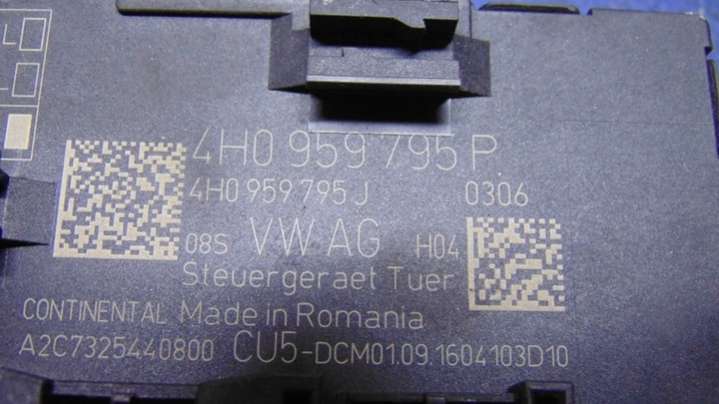 4H0 959 795 P
4H0 959 795 J 0306
08S VW AG H04
Steuergeraet Tuer
CONTINENTAL Made in Romania
A2C7325440800 CU5-DCM01.09.1604103D10